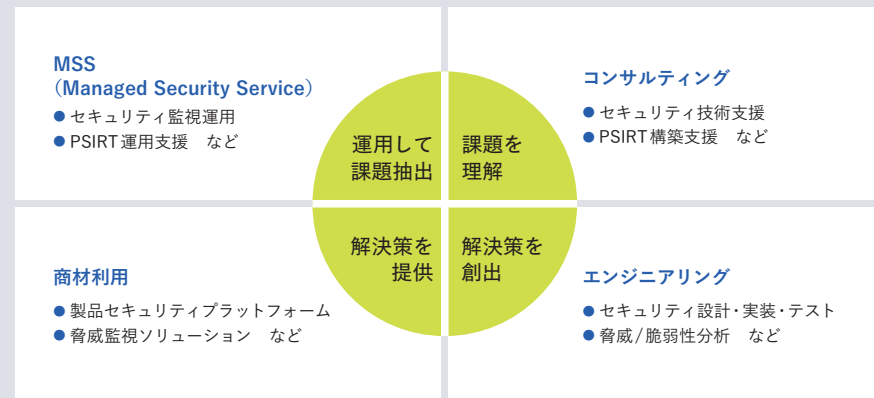 MSS
（Managed Security Service）
● セキュリティ監視運用
● PSIRT運用支援　など
運用して
課題抽出
課題を
理解
コンサルティング
● セキュリティ技術支援
● PSIRT構築支援　など
商材利用
● 製品セキュリティプラットフォーム
● 脅威監視ソリューション　など
解決策を
提供
解決策を
創出
エンジニアリング
● セキュリティ設計・実装・テスト
● 脅威/脆弱性分析　など